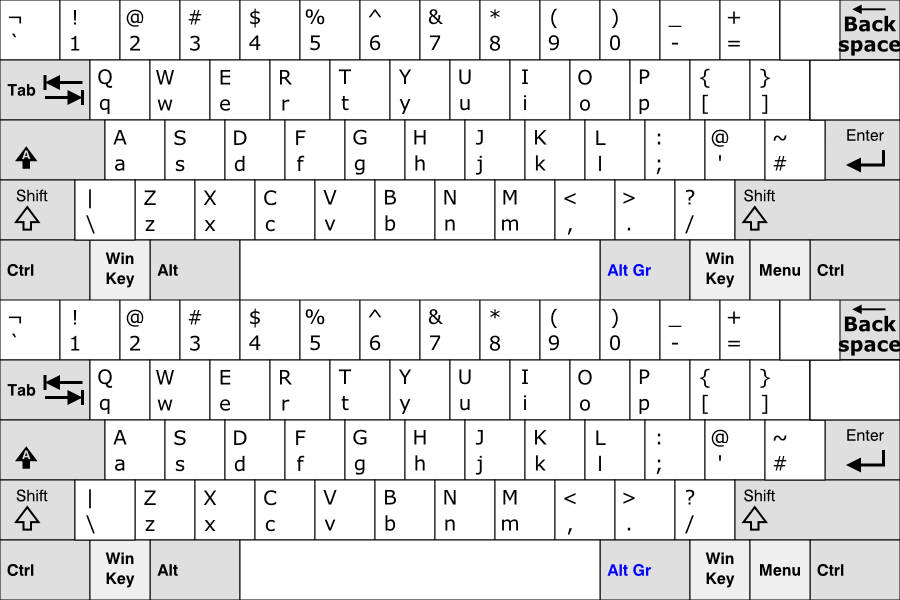 ¬ ! @ # $ % ^ & * ( ) _ + Back
` 1 2 3 4 5 6 7 8 9 0 - = space
Q W E R T Y U I O P { }
Tab q w e r t y u i o p [ ]
A A S D F G H J K L : @ ~ Enter
a s d f g h j k l ; ' #
Shift | Z X C V B N M < > ? Shift
\ z x c v b n m , . /
Ctrl Win Key Alt Alt Gr Win Key Menu Ctrl
¬ ! @ # $ % ^ & * ( ) _ + Back
` 1 2 3 4 5 6 7 8 9 0 - = space
Q W E R T Y U I O P { }
Tab q w e r t y u i o p [ ]
A A S D F G H J K L : @ ~ Enter
a s d f g h j k l ; ' #
Shift | Z X C V B N M < > ? Shift
\ z x c v b n m , . /
Ctrl Win Key Alt Alt Gr Win Key Menu Ctrl